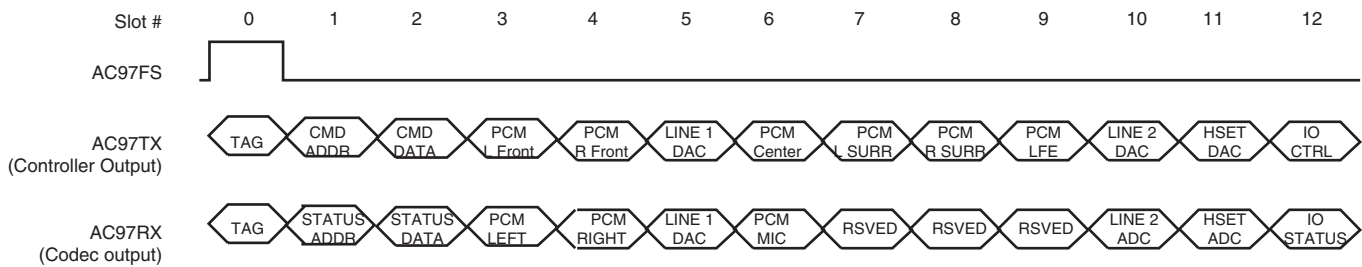 Slot # 0 1 2 3 4 5 6 7 8 9 10 11 12
AC97FS
AC97TX
(Controller Output)
TAG
CMD
ADDR
CMD
DATA
PCM
L Front
PCM
R Front
LINE 1
DAC
PCM
Center
PCM
L SURR
PCM
R SURR
PCM
LFE
LINE 2
DAC
HSET
DAC
IO
CTRL
AC97RX
(Codec output)
TAG
STATUS
ADDR
STATUS
DATA
PCM
LEFT
PCM
RIGHT
LINE 1
DAC
PCM
MIC
RSVED
RSVED
RSVED
LINE 2
ADC
HSET
ADC
IO
STATUS